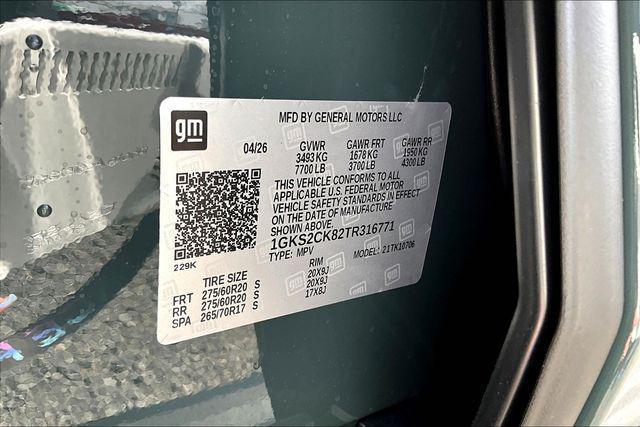 gm
MFD BY GENERAL MOTORS LLC
04/26 GVWR GAWR FRT GAWR RR
3493 KG 1678 KG 1950 KG
7700 LB 3700 LB 4300 LB
THIS VEHICLE CONFORMS TO ALL
APPLICABLE U.S. FEDERAL MOTOR
VEHICLE SAFETY STANDARDS IN EFFECT
ON THE DATE OF MANUFACTURE
SHOWN ABOVE.
1GKS2CK82TR316771
TYPE: MPV MODEL: 21TK10706
229K
TIRE SIZE RIM
FRT 275/60R20 S 20X9J
RR 275/60R20 S 20X9J
SPA 265/70R17 S 17X8J